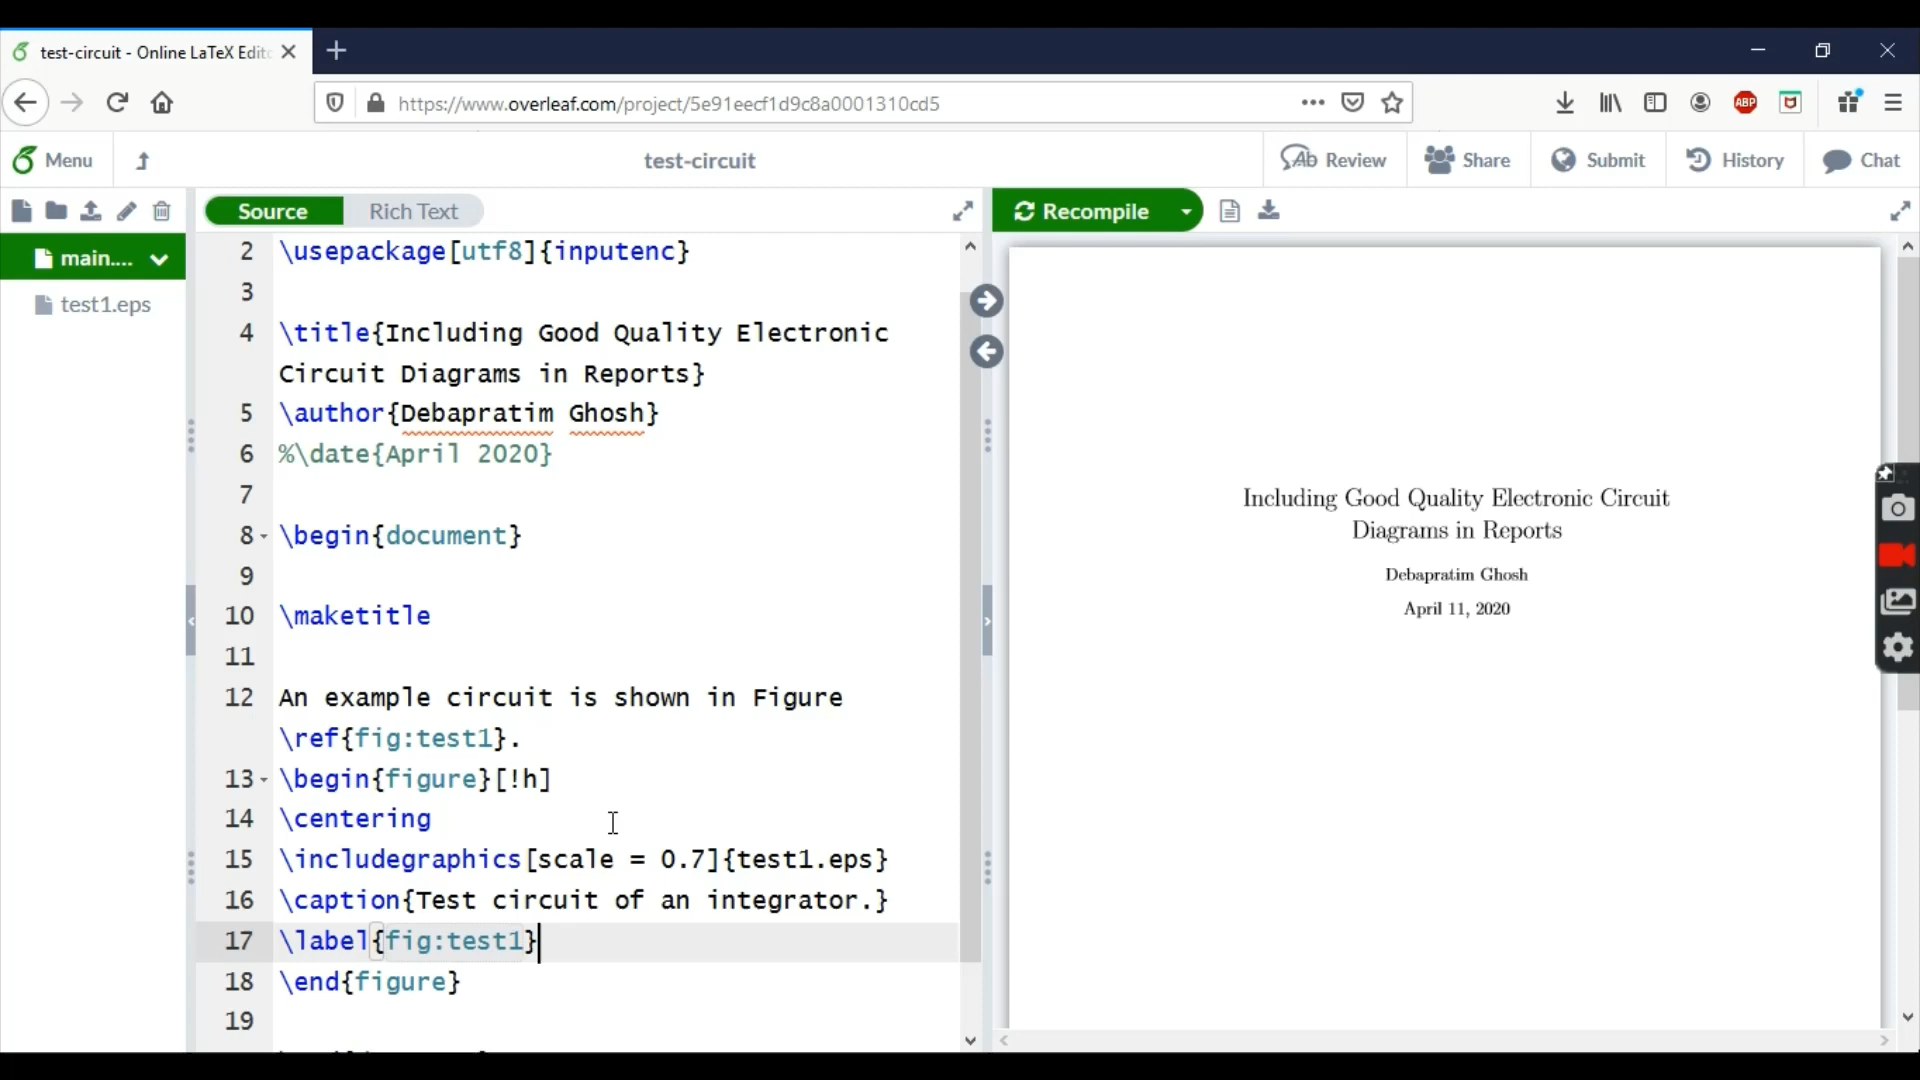 test-circuit - Online LaTeX Edito
https://www.overleaf.com/project/5e91eecf1d9c8a0001310cd5
ABP
Menu
test-circuit
Ab Review
Share
Submit
History
Chat
Source
Rich Text
Recompile
main....
test1.eps
2 \usepackage[utf8]{inputenc}
3
4 \title{Including Good Quality Electronic
Circuit Diagrams in Reports}
5 \author{Debapratim Ghosh}
6 %\date{April 2020}
7
8 \begin{document}
9
10 \maketitle
11
12 An example circuit is shown in Figure
\ref{fig:test1}.
13 \begin{figure}[!h]
14 \centering
15 \includegraphics[scale = 0.7]{test1.eps}
16 \caption{Test circuit of an integrator.}
17 \label{fig:test1}
18 \end{figure}
19
Including Good Quality Electronic Circuit
Diagrams in Reports
Debapratim Ghosh
April 11, 2020